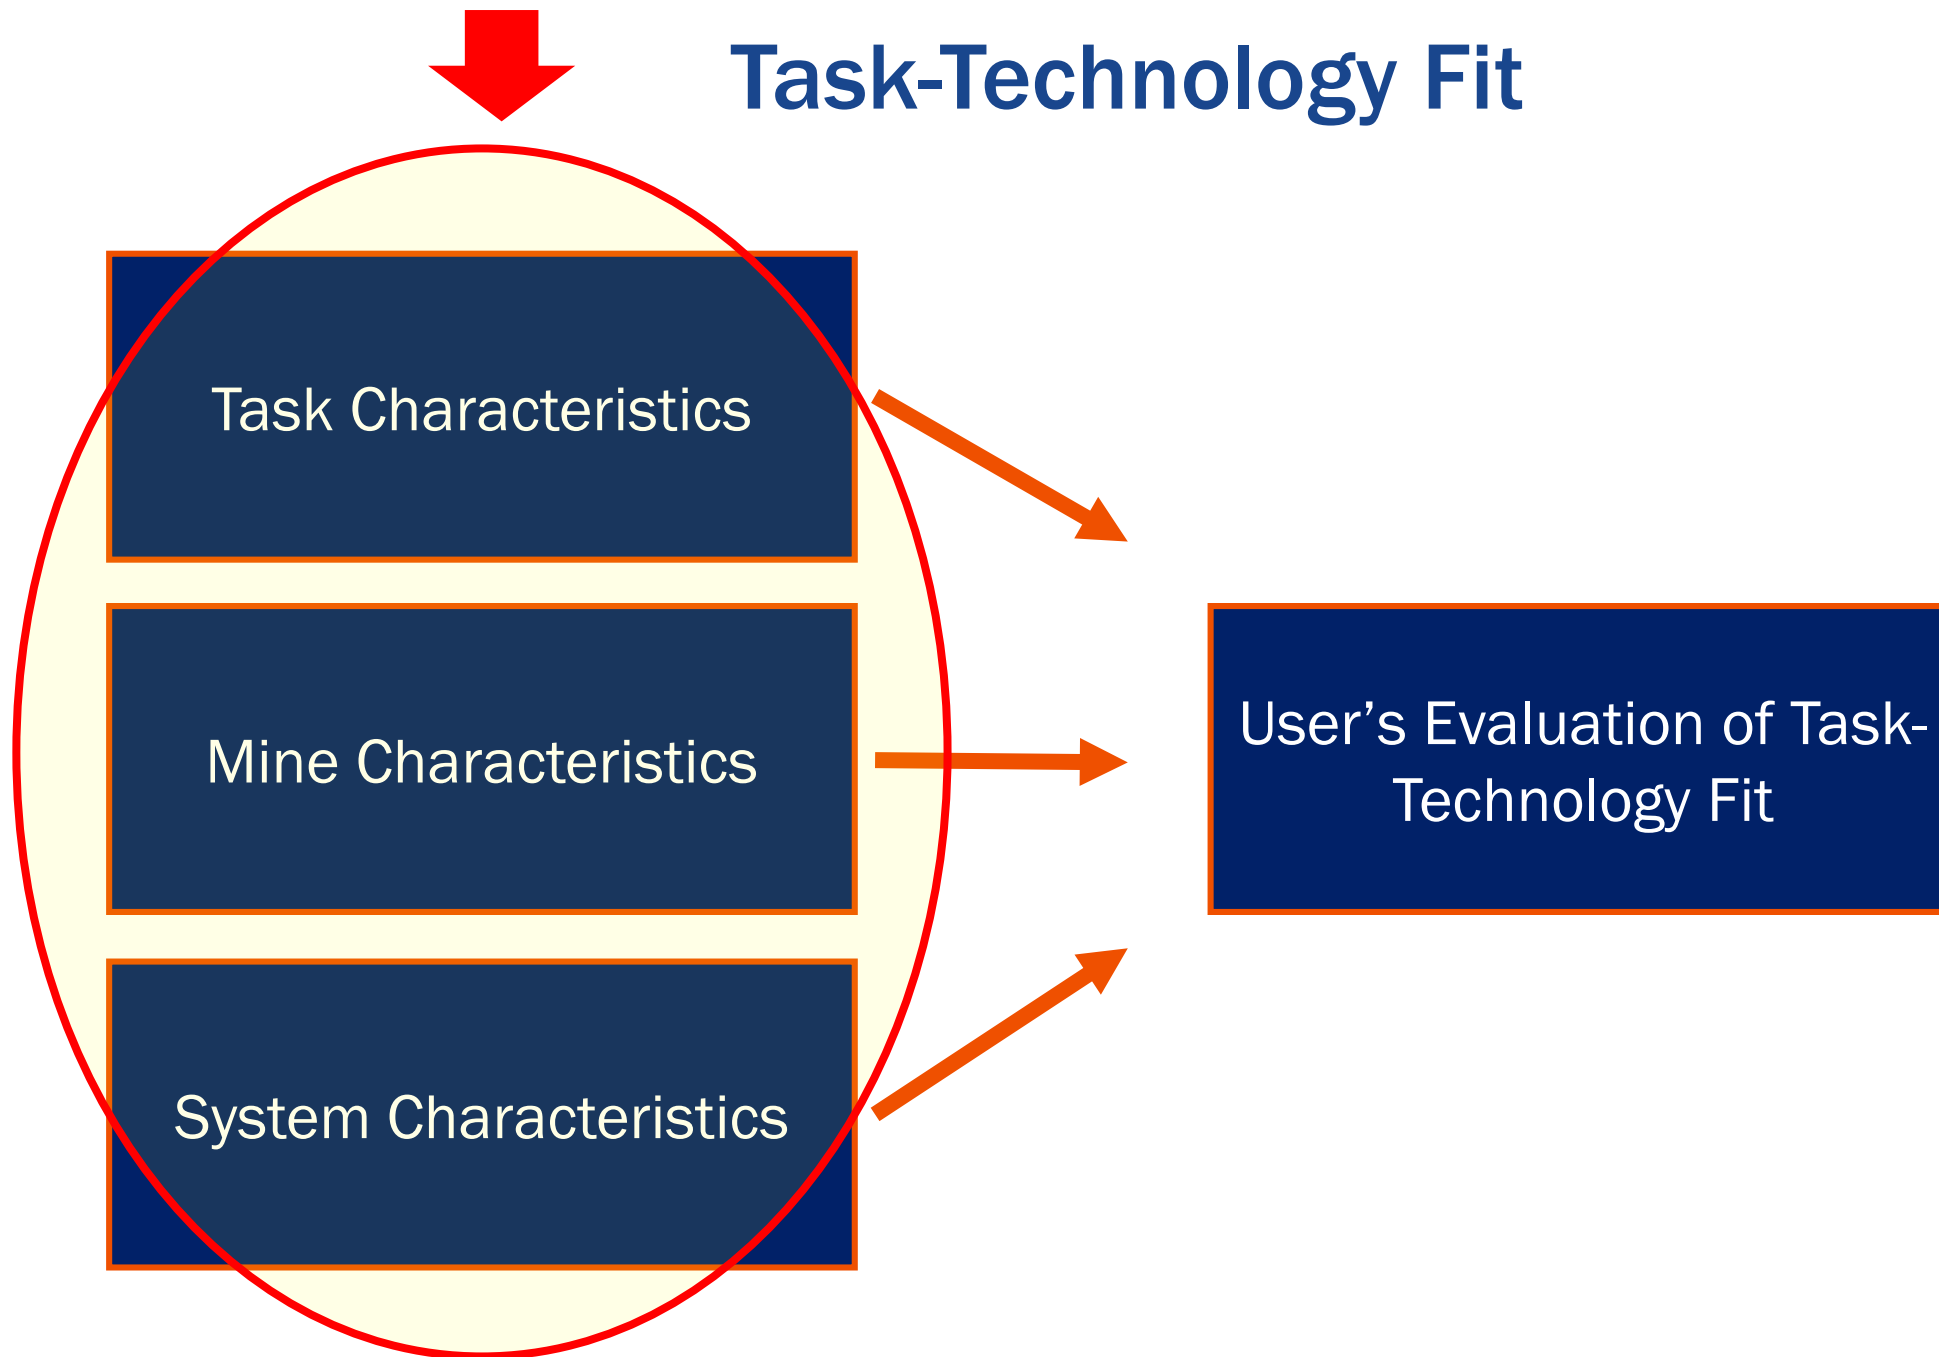 Task-Technology Fit
Task Characteristics
Mine Characteristics
System Characteristics
User’s Evaluation of Task-
Technology Fit